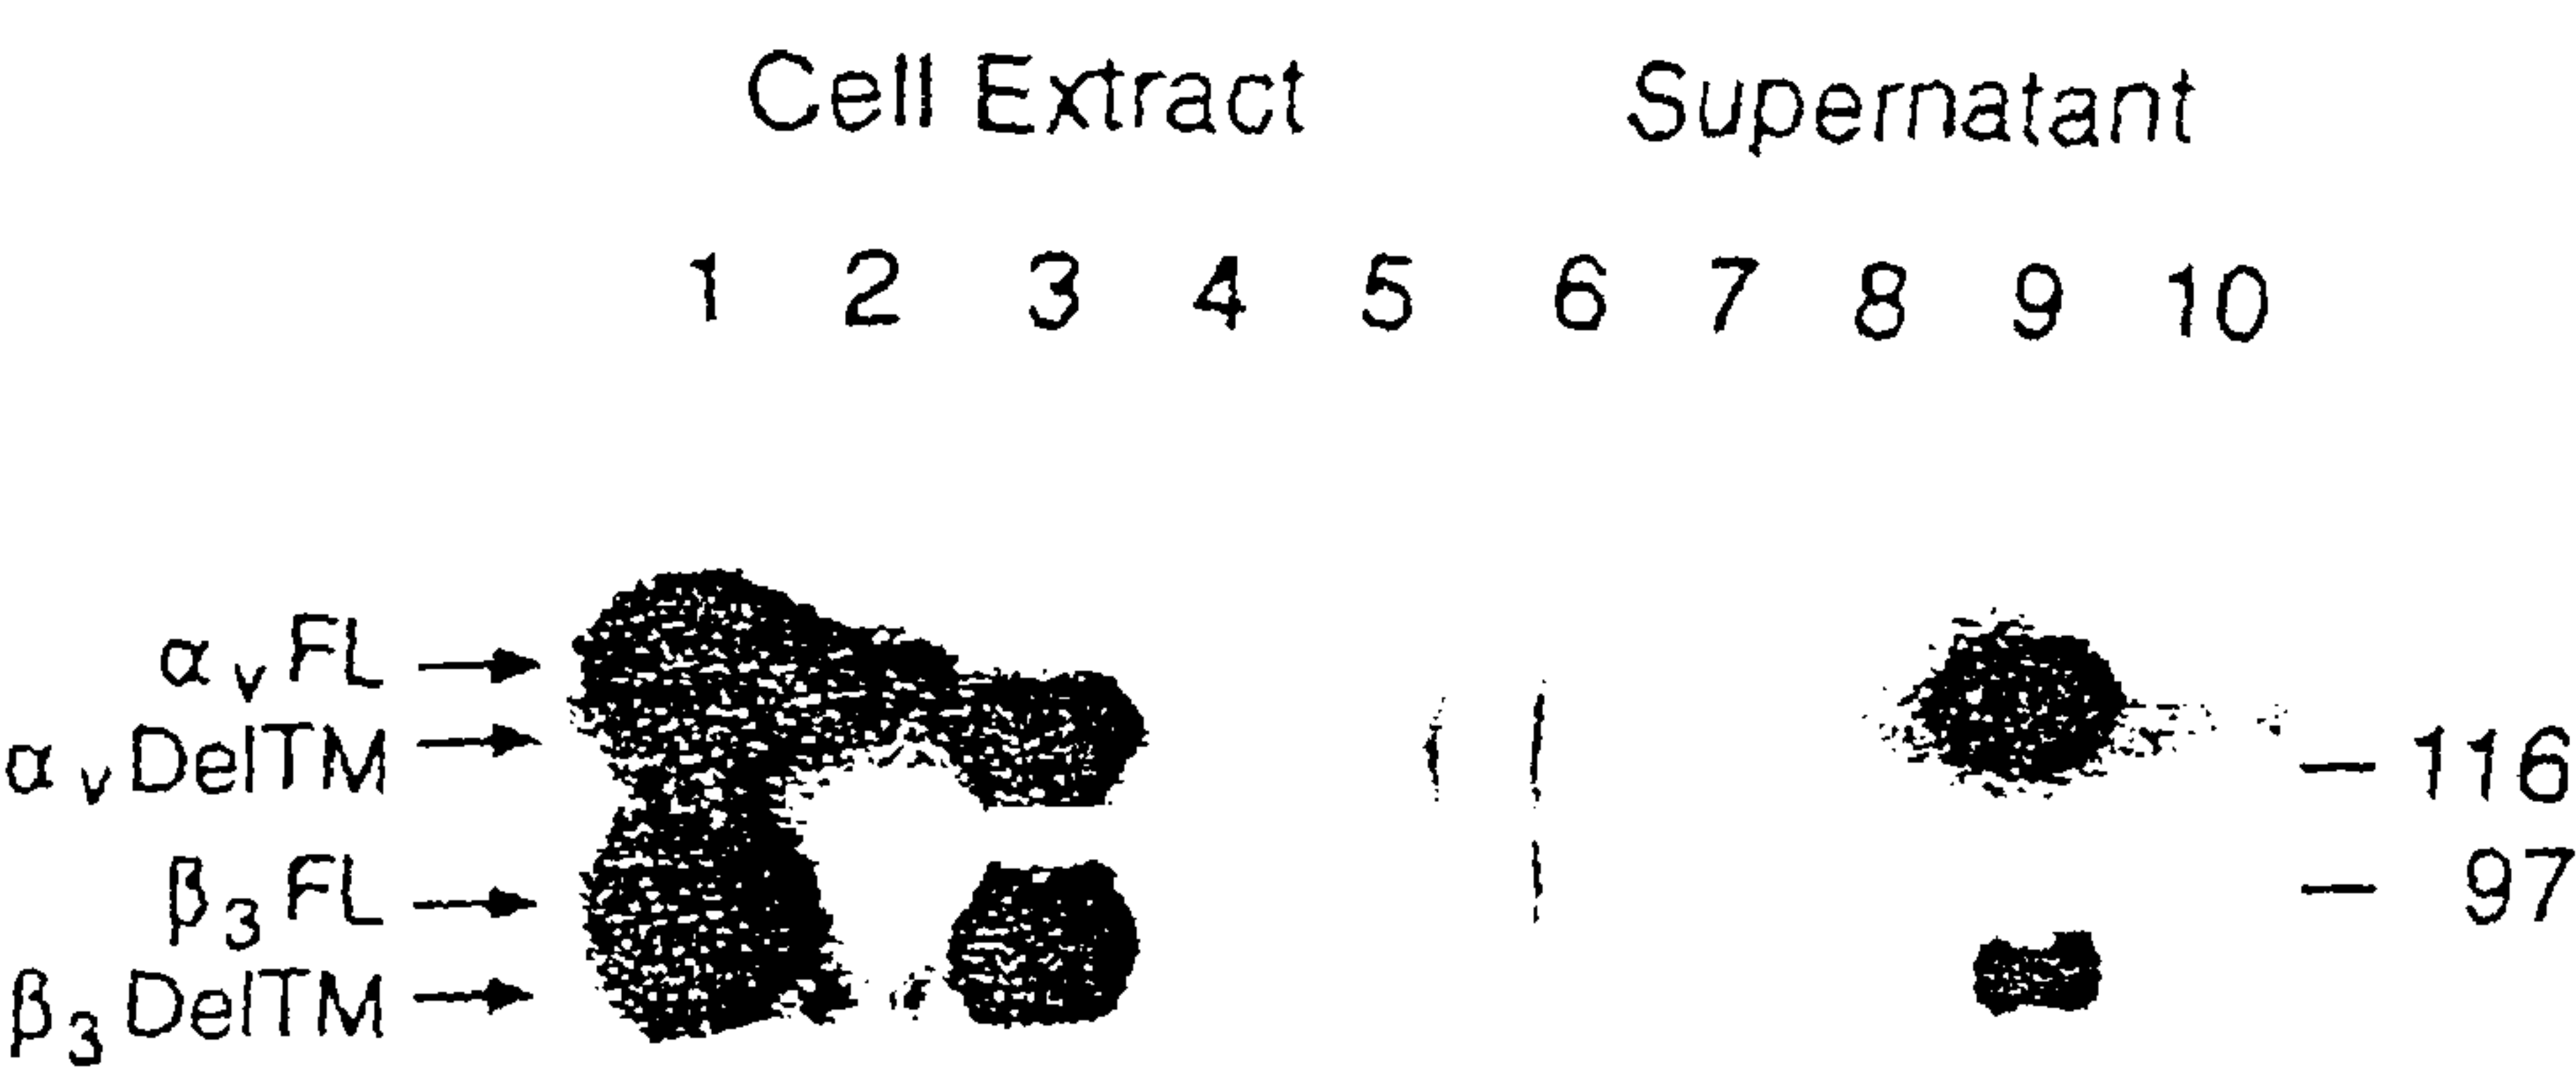 Cell Extract Supernatant
1 2 3 4 5 6 7 8 9 10
α v FL
α v DelTM
β 3 FL
β 3 DelTM
116
97